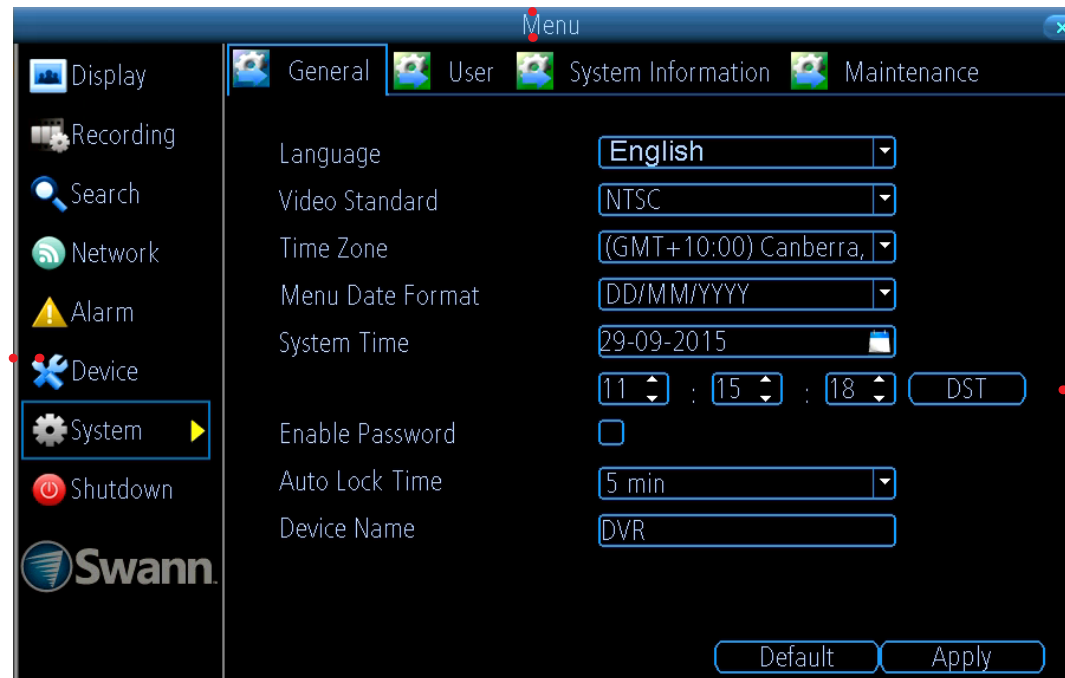 Menu
Display
Recording
Search
Network
Alarm
Device
System
Shutdown
Swann.
General User System Information Maintenance
Language English
Video Standard NTSC
Time Zone (GMT+10:00) Canberra,
Menu Date Format DD/MM/YYYY
System Time 29-09-2015
11 : 15 : 18 DST
Enable Password
Auto Lock Time 5 min
Device Name DVR
Default Apply